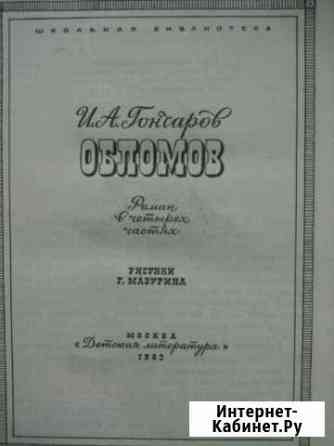 ШКОЛЬНАЯ БИБЛИОТЕКА
И.А. Гончаров
ОБЛОМОВ
Роман
в четырех
частях
РИСУНКИ
Г. МАЗУРИНА
МОСКВА
«Детская литература»
Интернет-
Кабинет.Ру